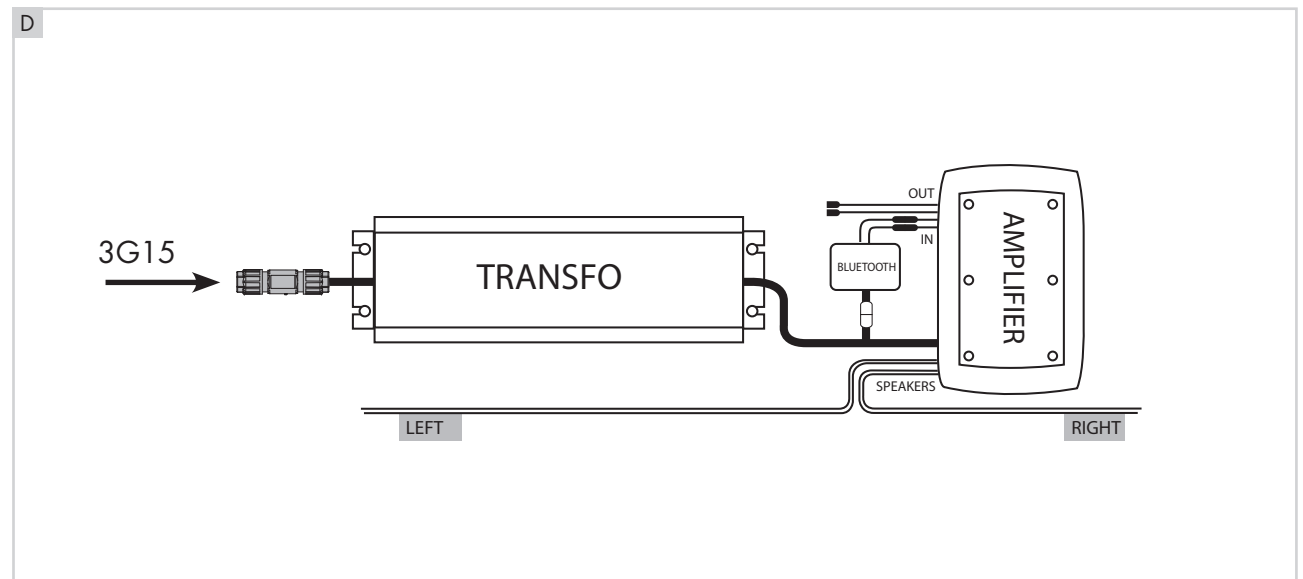 D
3G15
TRANSFO
OUT
IN
BLUETOOTH
AMPLIFIER
SPEAKERS
LEFT
RIGHT